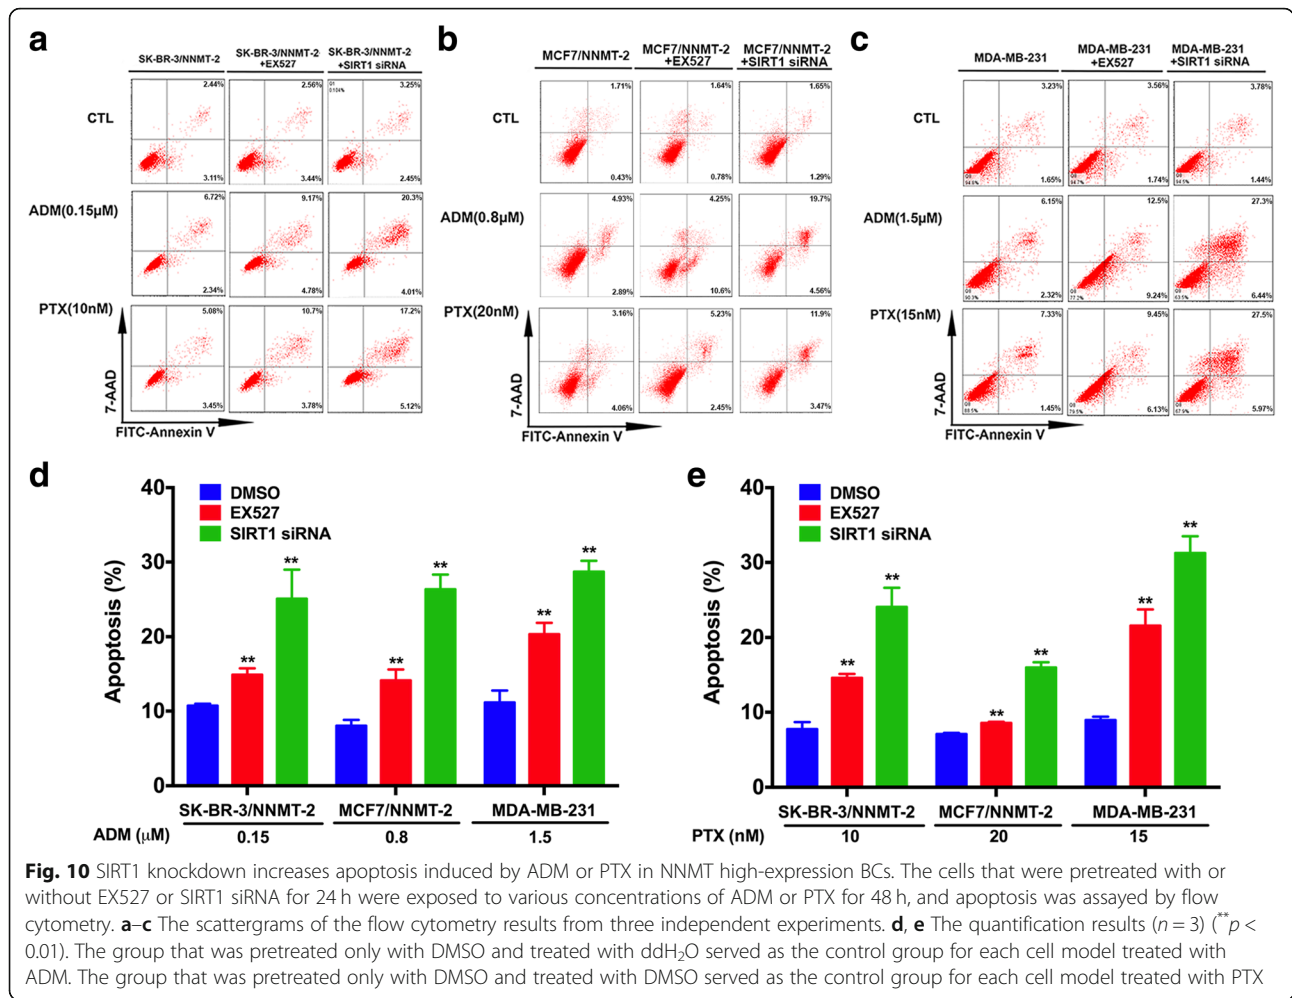 a
SK-BR-3/NNMT-2
SK-BR-3/NNMT-2
+EX527
SK-BR-3/NNMT-2
+SIRT1 siRNA
CTL
2.44%
3.11%
2.56%
3.44%
Q1
0.104%
3.25%
2.45%
ADM(0.15μM)
6.72%
2.34%
9.17%
4.78%
20.3%
4.01%
PTX(10nM)
5.08%
3.45%
10.7%
3.78%
17.2%
5.12%
7-AAD
FITC-Annexin V
b
MCF7/NNMT-2
MCF7/NNMT-2
+EX527
MCF7/NNMT-2
+SIRT1 siRNA
CTL
1.71%
0.43%
1.64%
0.78%
1.65%
1.29%
ADM(0.8μM)
4.93%
2.89%
4.25%
10.6%
19.7%
4.56%
PTX(20nM)
3.16%
4.06%
5.23%
2.45%
11.9%
3.47%
7-AAD
FITC-Annexin V
c
MDA-MB-231
MDA-MB-231
+EX527
MDA-MB-231
+SIRT1 siRNA
CTL
3.23%
1.65%
3.56%
1.74%
3.78%
1.44%
ADM(1.5μM)
6.15%
2.32%
12.5%
9.24%
27.3%
6.44%
PTX(15nM)
7.33%
1.45%
9.45%
6.13%
27.5%
5.97%
7-AAD
FITC-Annexin V
d
Apoptosis (%)
40
30
20
10
0
DMSO
EX527
SIRT1 siRNA
** ** ** ** ** **
SK-BR-3/NNMT-2 MCF7/NNMT-2 MDA-MB-231
ADM (μM) 0.15 0.8 1.5
e
Apoptosis (%)
40
30
20
10
0
DMSO
EX527
SIRT1 siRNA
** ** ** ** ** **
SK-BR-3/NNMT-2 MCF7/NNMT-2 MDA-MB-231
PTX (nM) 10 20 15
Fig. 10 SIRT1 knockdown increases apoptosis induced by ADM or PTX in NNMT high-expression BCs. The cells that were pretreated with or
without EX527 or SIRT1 siRNA for 24 h were exposed to various concentrations of ADM or PTX for 48 h, and apoptosis was assayed by flow
cytometry. a–c The scattergrams of the flow cytometry results from three independent experiments. d, e The quantification results (n = 3) (**p <
0.01). The group that was pretreated only with DMSO and treated with ddH₂O served as the control group for each cell model treated with
ADM. The group that was pretreated only with DMSO and treated with DMSO served as the control group for each cell model treated with PTX